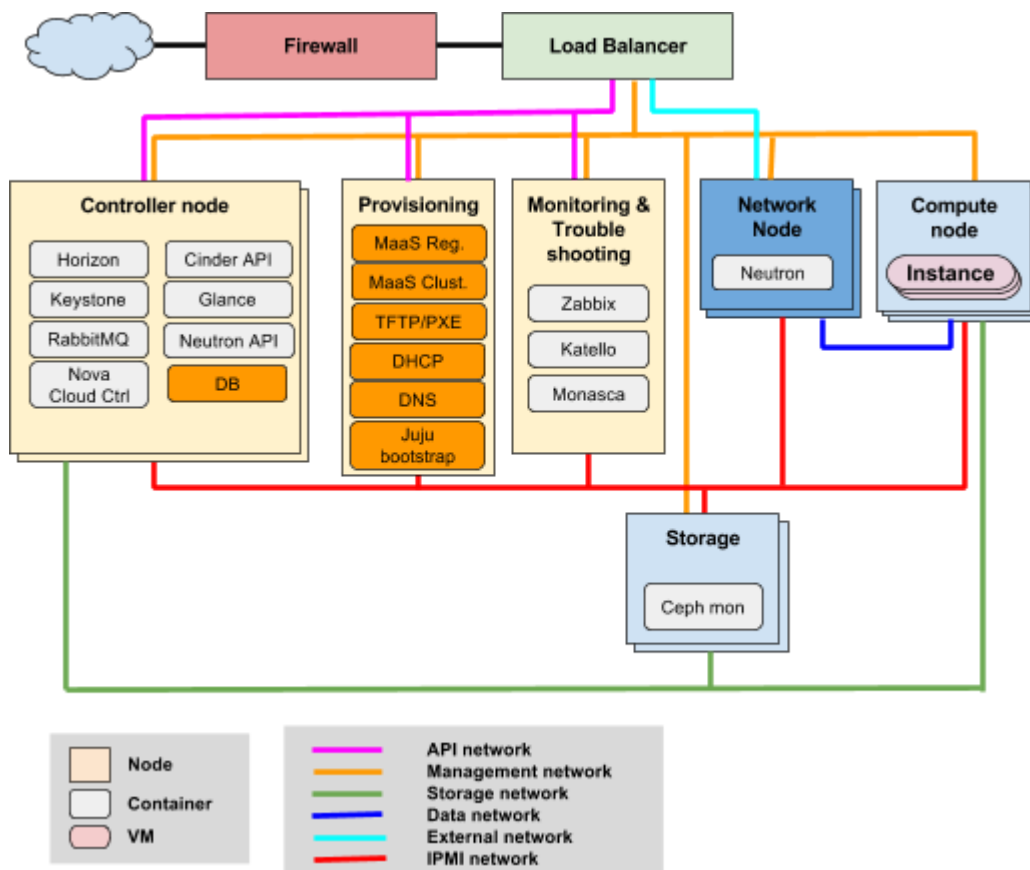 Firewall
Load Balancer
Controller node
Horizon
Cinder API
Keystone
Glance
RabbitMQ
Neutron API
Nova
Cloud Ctrl
DB
Provisioning
MaaS Reg.
MaaS Clust.
TFTP/PXE
DHCP
DNS
Juju
bootstrap
Monitoring &
Trouble
shooting
Zabbix
Katello
Monasca
Network
Node
Neutron
Compute
node
Instance
Storage
Ceph mon
Node
Container
VM
API network
Management network
Storage network
Data network
External network
IPMI network